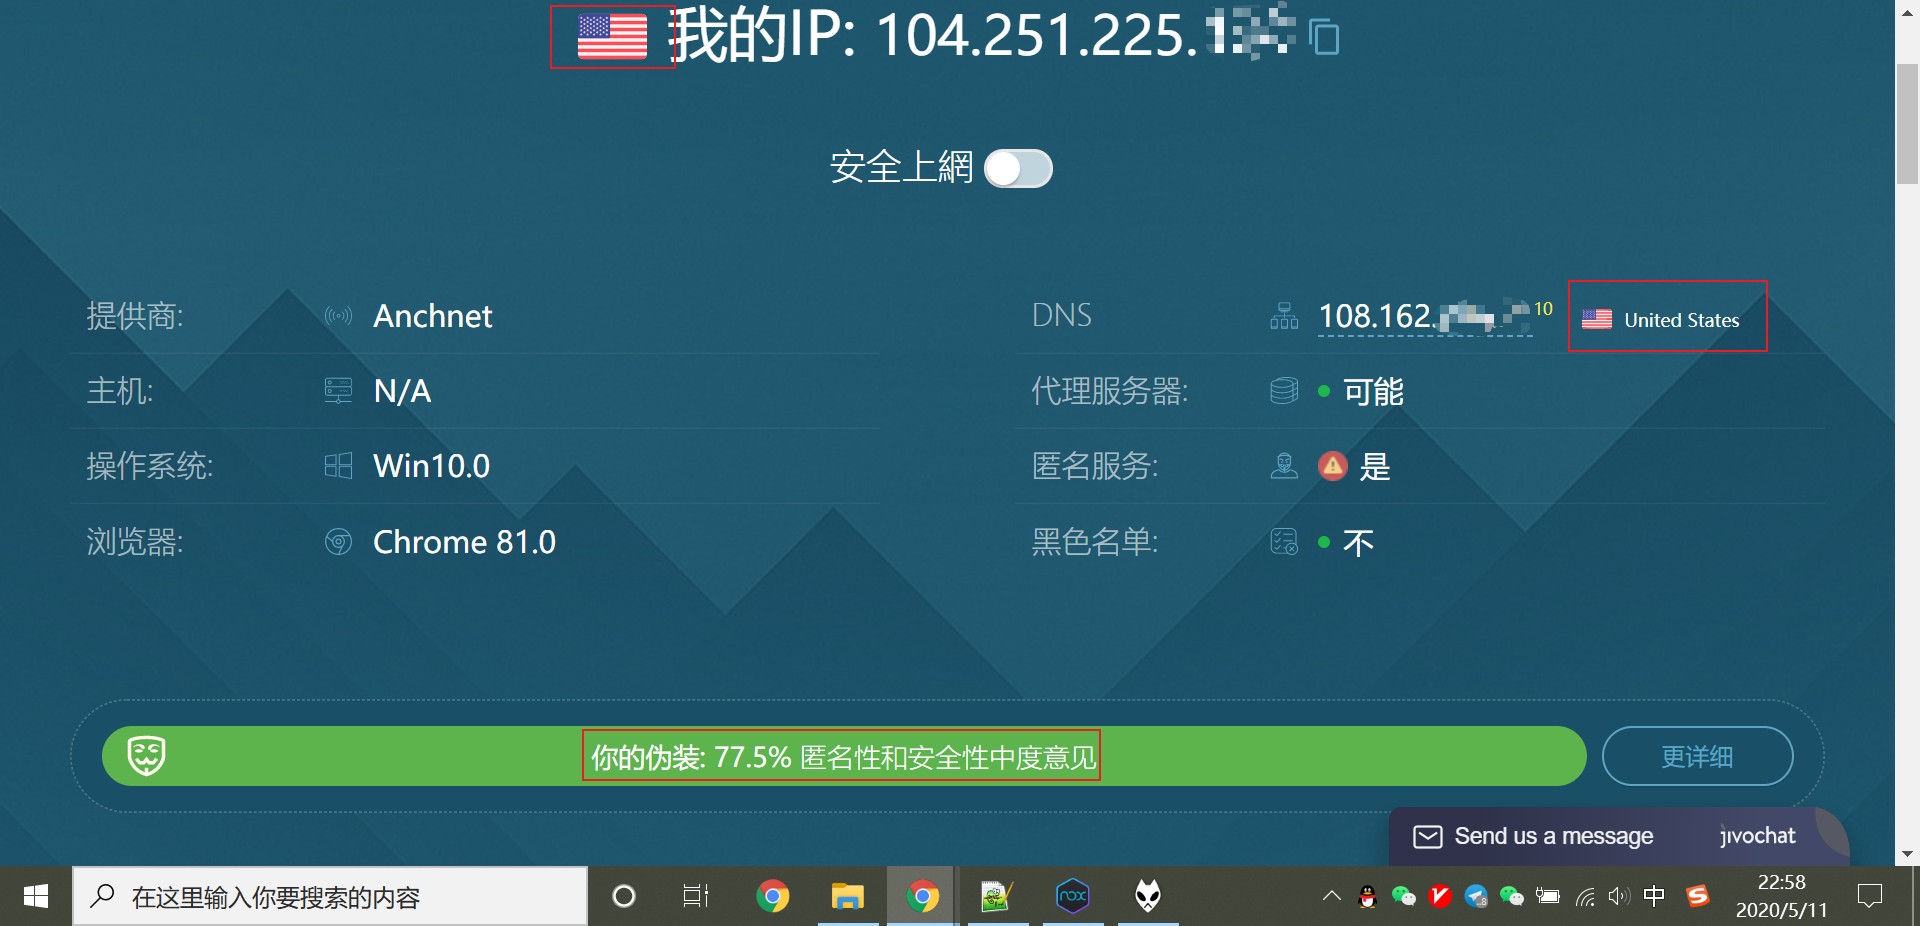 我的IP: 104.251.225.
安全上網
提供商: Anchnet
DNS 108.162. 10 United States
主机: N/A
代理服务器: 可能
操作系统: Win10.0
匿名服务: 是
浏览器: Chrome 81.0
黑色名单: 不
你的伪装: 77.5% 匿名性和安全性中度意见
更详细
Send us a message jivochat
在这里输入你要搜索的内容
nox
中
22:58
2020/5/11